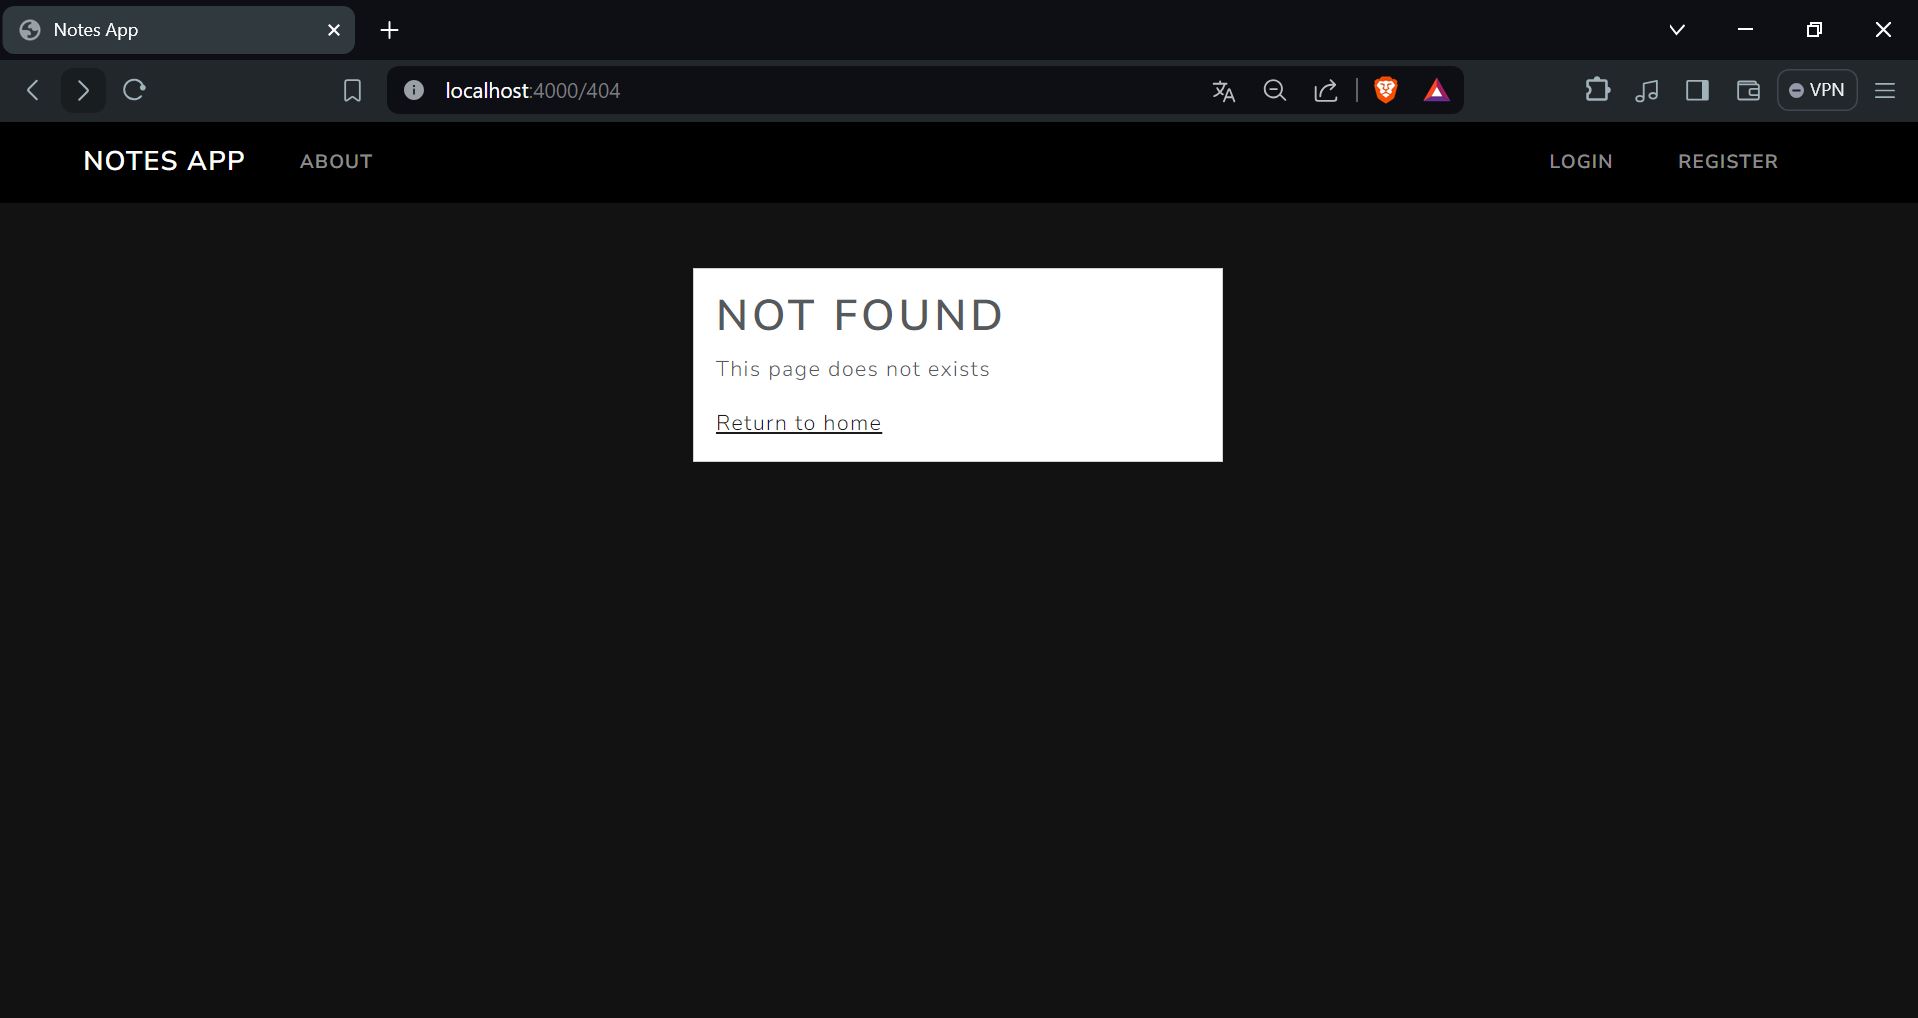 Notes App
localhost:4000/404
VPN
NOTES APP ABOUT LOGIN REGISTER
NOT FOUND
This page does not exists
Return to home